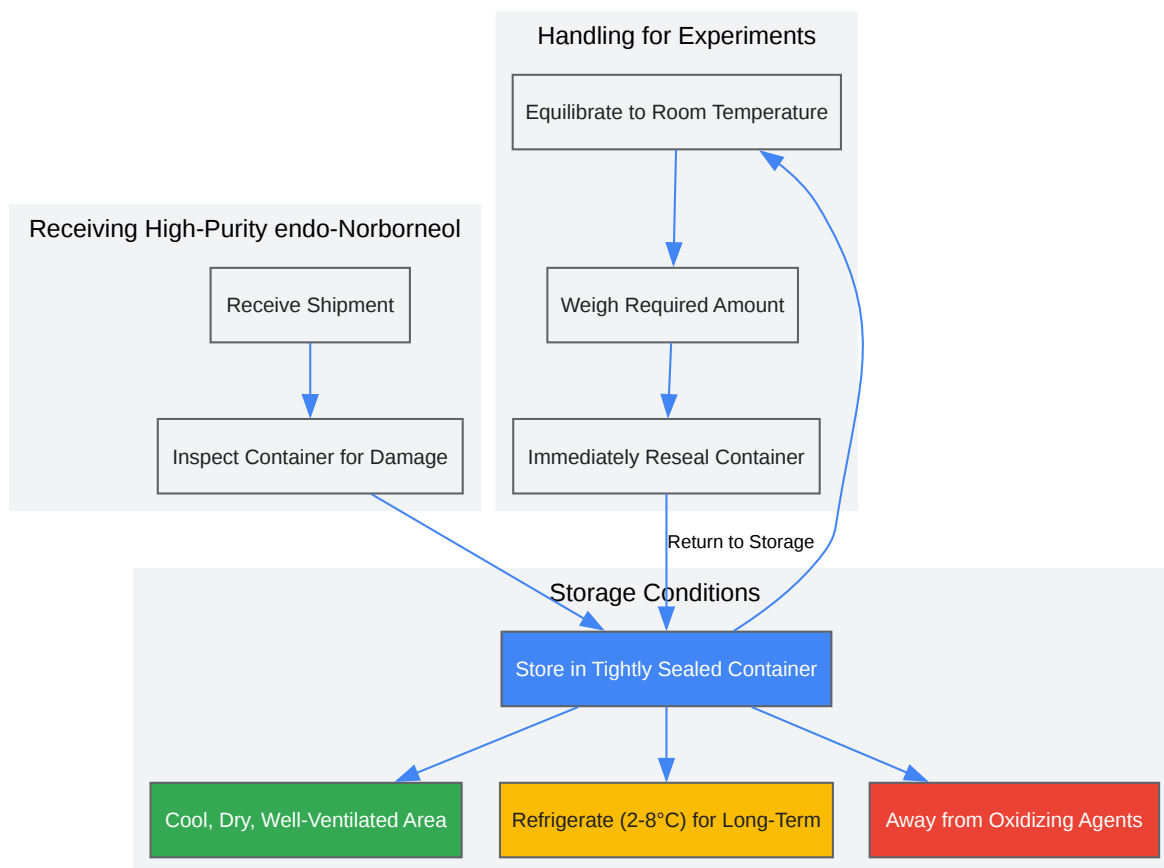 Handling for Experiments
Equilibrate to Room Temperature
Receiving High-Purity endo-Norborneol
Receive Shipment
Weigh Required Amount
Inspect Container for Damage
Immediately Reseal Container
Return to Storage
Storage Conditions
Store in Tightly Sealed Container
Cool, Dry, Well-Ventilated Area
Refrigerate (2-8°C) for Long-Term
Away from Oxidizing Agents